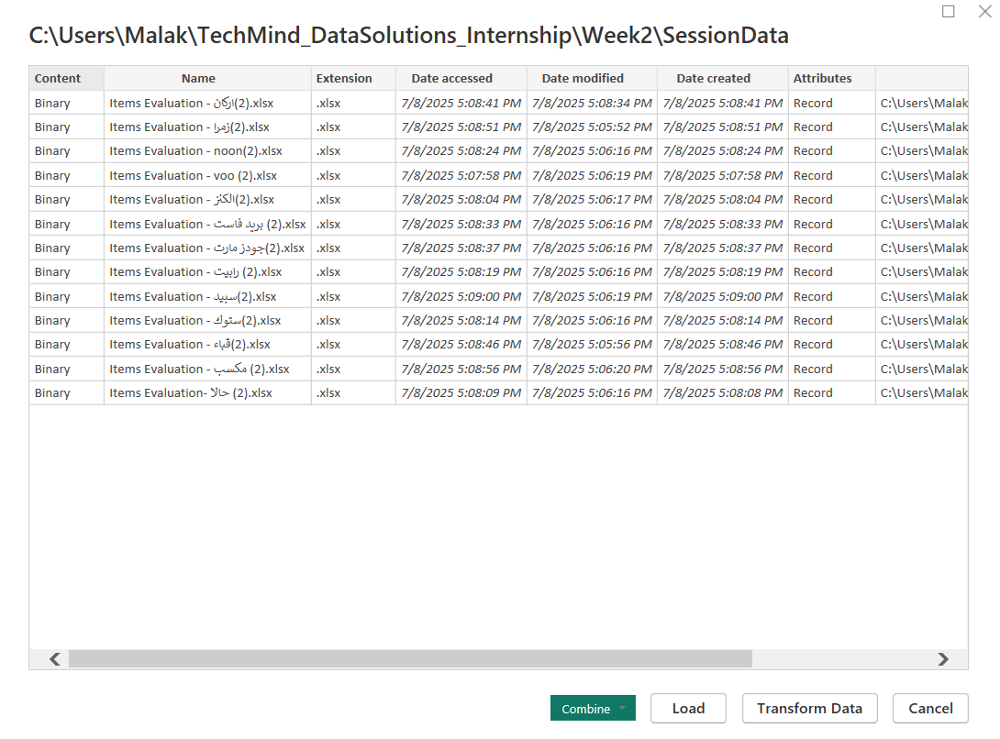 C:\Users\Malak\TechMind_DataSolutions_Internship\Week2\SessionData
Content Name Extension Date accessed Date modified Date created Attributes
Binary Items Evaluation - اركان(2).xlsx .xlsx 7/8/2025 5:08:41 PM 7/8/2025 5:08:34 PM 7/8/2025 5:08:41 PM Record C:\Users\Malak
Binary Items Evaluation - زمرا(2).xlsx .xlsx 7/8/2025 5:08:51 PM 7/8/2025 5:05:52 PM 7/8/2025 5:08:51 PM Record C:\Users\Malak
Binary Items Evaluation - noon(2).xlsx .xlsx 7/8/2025 5:08:24 PM 7/8/2025 5:06:16 PM 7/8/2025 5:08:24 PM Record C:\Users\Malak
Binary Items Evaluation - voo (2).xlsx .xlsx 7/8/2025 5:07:58 PM 7/8/2025 5:06:19 PM 7/8/2025 5:07:58 PM Record C:\Users\Malak
Binary Items Evaluation - الكنز(2).xlsx .xlsx 7/8/2025 5:08:04 PM 7/8/2025 5:06:17 PM 7/8/2025 5:08:04 PM Record C:\Users\Malak
Binary Items Evaluation - بريد فاست (2).xlsx .xlsx 7/8/2025 5:08:33 PM 7/8/2025 5:06:16 PM 7/8/2025 5:08:33 PM Record C:\Users\Malak
Binary Items Evaluation - جودز مارت(2).xlsx .xlsx 7/8/2025 5:08:37 PM 7/8/2025 5:06:16 PM 7/8/2025 5:08:37 PM Record C:\Users\Malak
Binary Items Evaluation - رابيت (2).xlsx .xlsx 7/8/2025 5:08:19 PM 7/8/2025 5:06:16 PM 7/8/2025 5:08:19 PM Record C:\Users\Malak
Binary Items Evaluation - سبيد(2).xlsx .xlsx 7/8/2025 5:09:00 PM 7/8/2025 5:06:19 PM 7/8/2025 5:09:00 PM Record C:\Users\Malak
Binary Items Evaluation - ستوك(2).xlsx .xlsx 7/8/2025 5:08:14 PM 7/8/2025 5:06:16 PM 7/8/2025 5:08:14 PM Record C:\Users\Malak
Binary Items Evaluation - قباء(2).xlsx .xlsx 7/8/2025 5:08:46 PM 7/8/2025 5:05:56 PM 7/8/2025 5:08:46 PM Record C:\Users\Malak
Binary Items Evaluation - مكسب (2).xlsx .xlsx 7/8/2025 5:08:56 PM 7/8/2025 5:06:20 PM 7/8/2025 5:08:56 PM Record C:\Users\Malak
Binary Items Evaluation- حالا (2).xlsx .xlsx 7/8/2025 5:08:09 PM 7/8/2025 5:06:16 PM 7/8/2025 5:08:08 PM Record C:\Users\Malak
Combine Load Transform Data Cancel